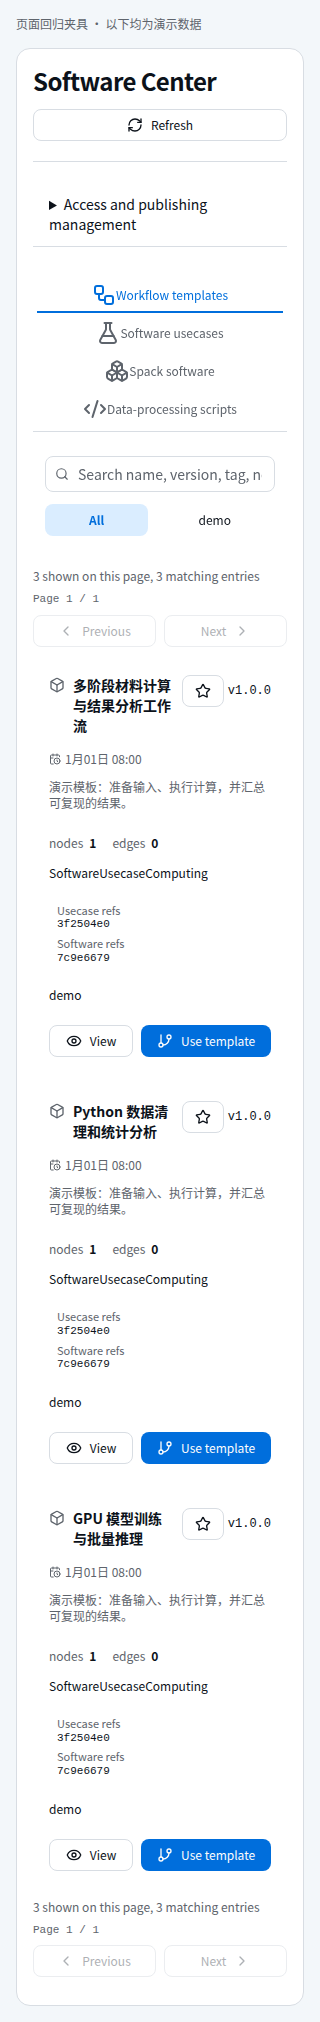 页面回归夹具 · 以下均为演示数据
Software Center
Refresh
Access and publishing
management
Workflow templates
Software usecases
Spack software
Data-processing scripts
Search name, version, tag, n
All
demo
3 shown on this page, 3 matching entries
Page 1 / 1
Previous
Next
多阶段材料计算
与结果分析工作
流
v1.0.0
1月01日 08:00
演示模板：准备输入、执行计算，并汇总
可复现的结果。
nodes 1 edges 0
SoftwareUsecaseComputing
Usecase refs
3f2504e0
Software refs
7c9e6679
demo
View
Use template
Python 数据清
理和统计分析
v1.0.0
1月01日 08:00
演示模板：准备输入、执行计算，并汇总
可复现的结果。
nodes 1 edges 0
SoftwareUsecaseComputing
Usecase refs
3f2504e0
Software refs
7c9e6679
demo
View
Use template
GPU 模型训练
与批量推理
v1.0.0
1月01日 08:00
演示模板：准备输入、执行计算，并汇总
可复现的结果。
nodes 1 edges 0
SoftwareUsecaseComputing
Usecase refs
3f2504e0
Software refs
7c9e6679
demo
View
Use template
3 shown on this page, 3 matching entries
Page 1 / 1
Previous
Next